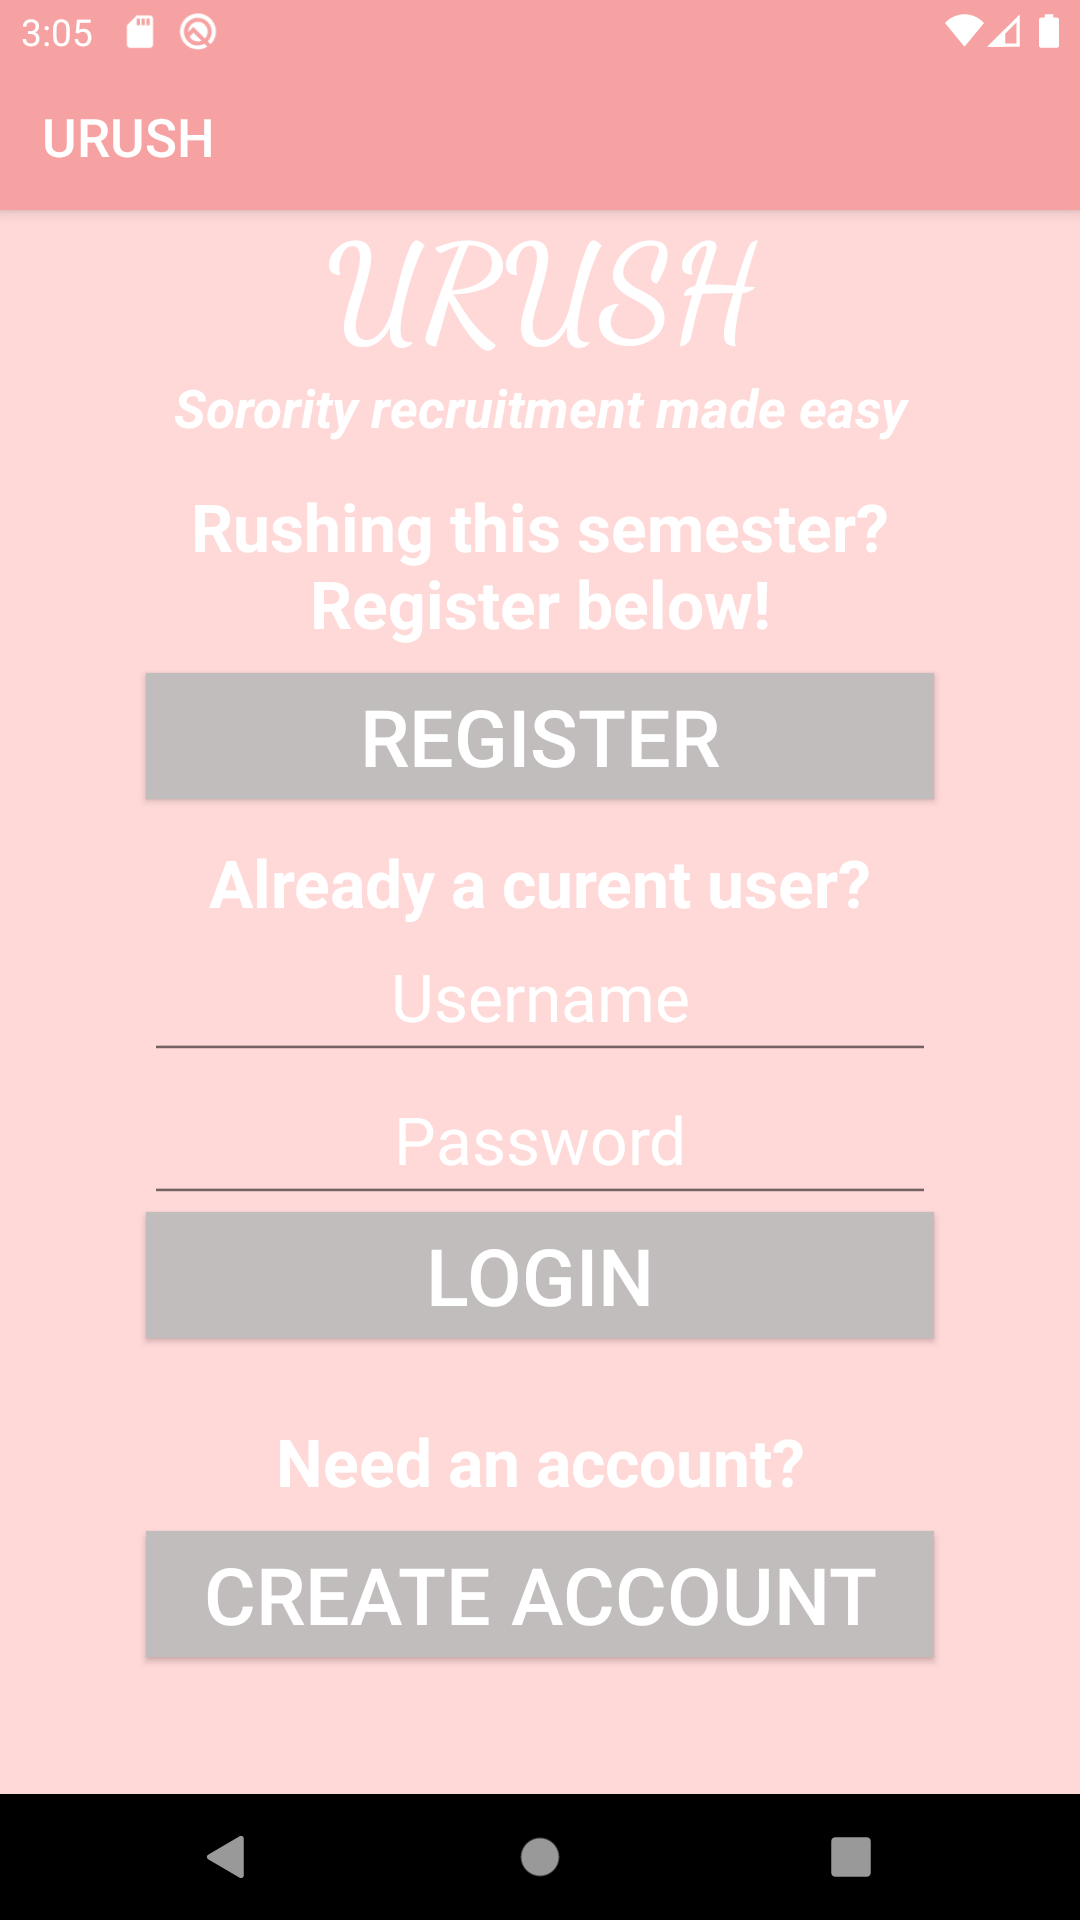 3:05
URUSH
URUSH
Sorority recruitment made easy
Rushing this semester?
Register below!
REGISTER
Already a curent user?
Username
Password
LOGIN
Need an account?
CREATE ACCOUNT